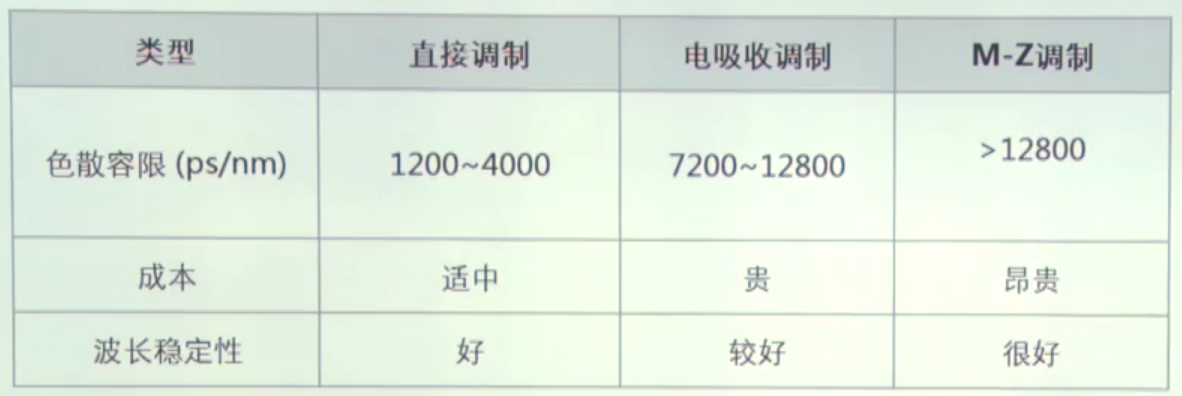 类型 直接调制 电吸收调制 M-Z调制
色散容限 (ps/nm) 1200~4000 7200~12800 >12800
成本 适中 贵 昂贵
波长稳定性 好 较好 很好